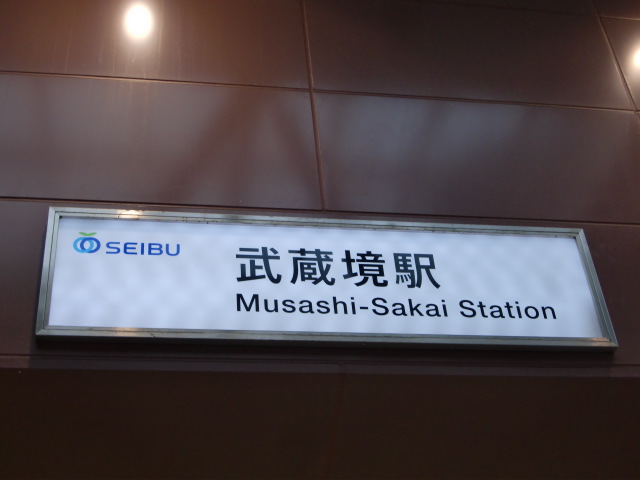 SEIBU
武蔵境駅
Musashi-Sakai Station